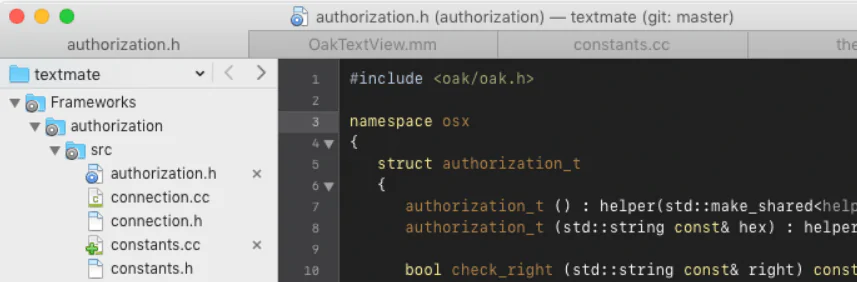 authorization.h (authorization) — textmate (git: master)
authorization.h OakTextView.mm constants.cc the
textmate
Frameworks
authorization
src
authorization.h
connection.cc
connection.h
constants.cc
constants.h
1 #include <oak/oak.h>
2
3 namespace osx
4 {
5 struct authorization_t
6 {
7 authorization_t () : helper(std::make_shared<help
8 authorization_t (std::string const& hex) : helper
9
10 bool check_right (std::string const& right) const